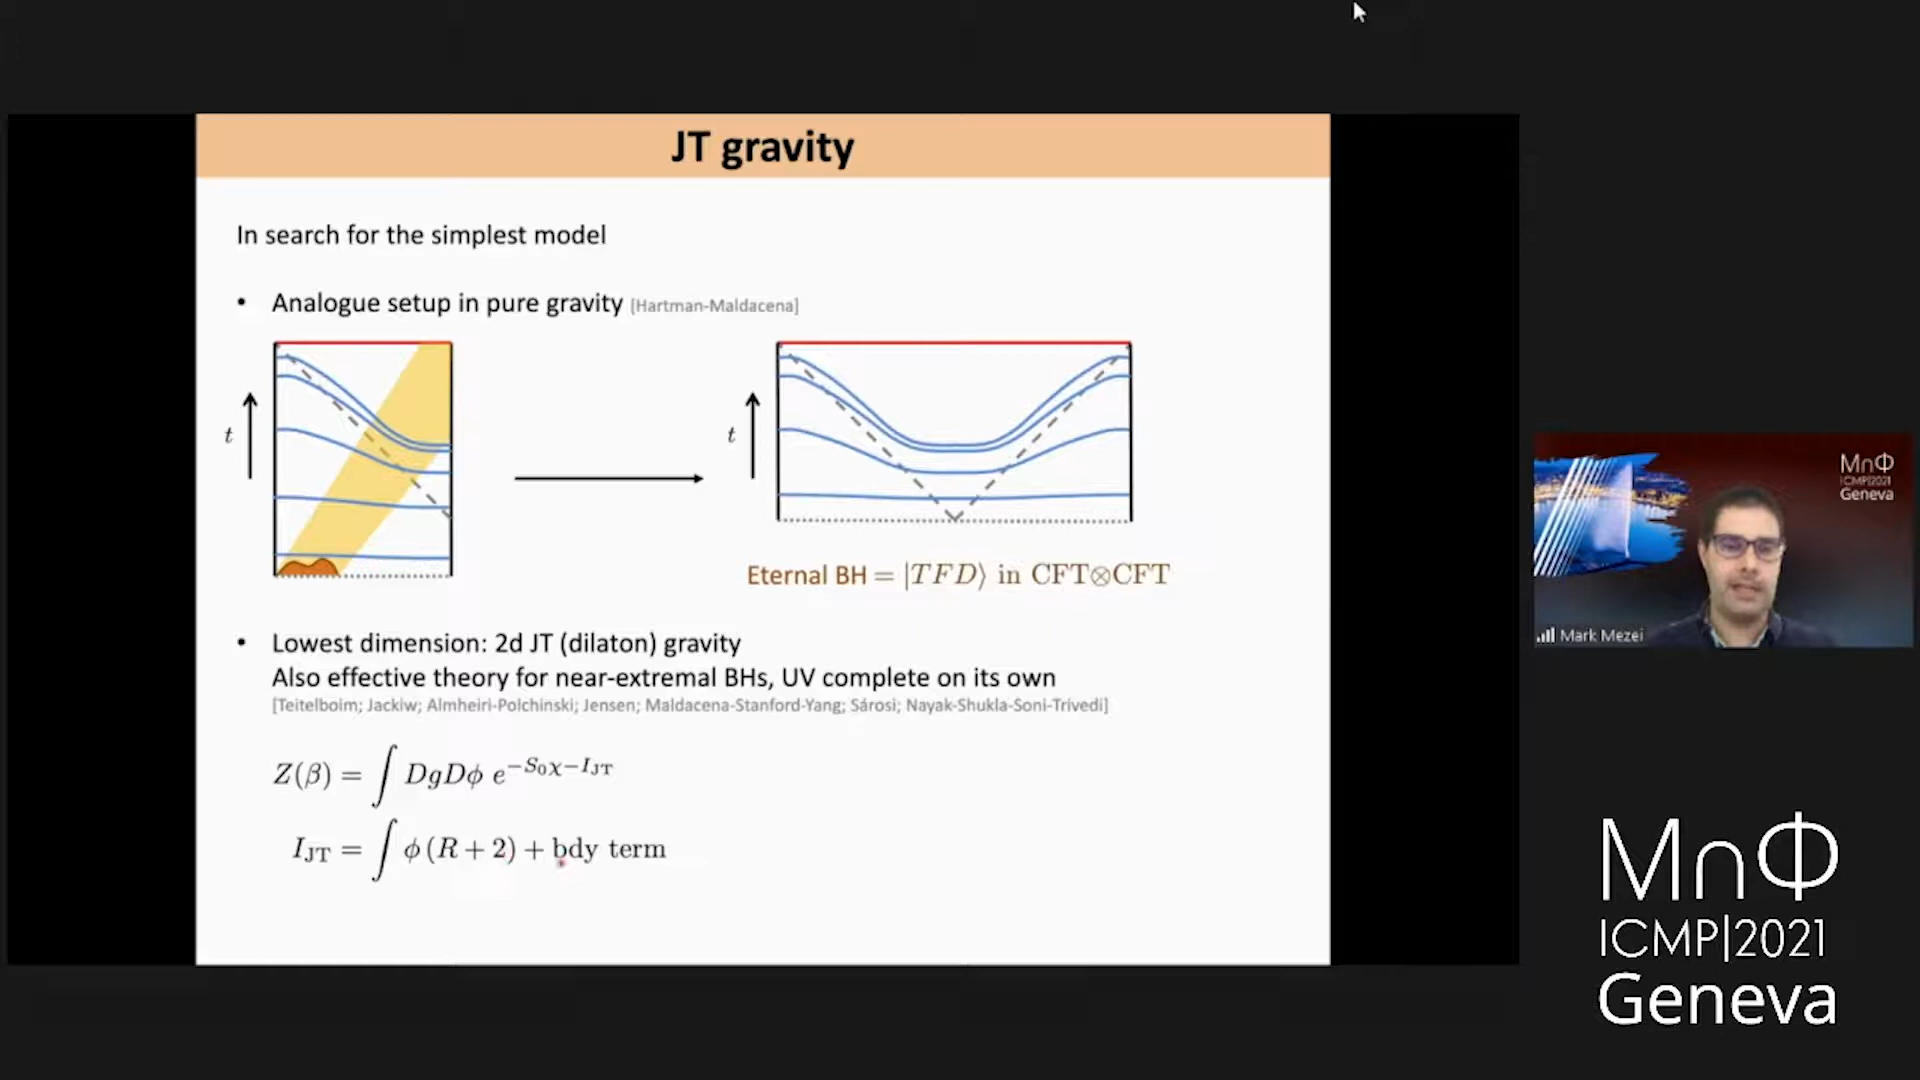 JT gravity
In search for the simplest model
• Analogue setup in pure gravity [Hartman-Maldacena]
t
t
Eternal BH = |TFD⟩ in CFT⊗CFT
• Lowest dimension: 2d JT (dilaton) gravity
Also effective theory for near-extremal BHs, UV complete on its own
[Teitelboim; Jackiw; Almheiri-Polchinski; Jensen; Maldacena-Stanford-Yang; Sárosi; Nayak-Shukla-Soni-Trivedi]
Z(β) = ∫ DgDϕ e^{−S₀χ−I_JT}
I_JT = ∫ ϕ (R + 2) + bdy term
MnΦ
ICMP|2021
Geneva
Mark Mezei
MnΦ
ICMP|2021
Geneva